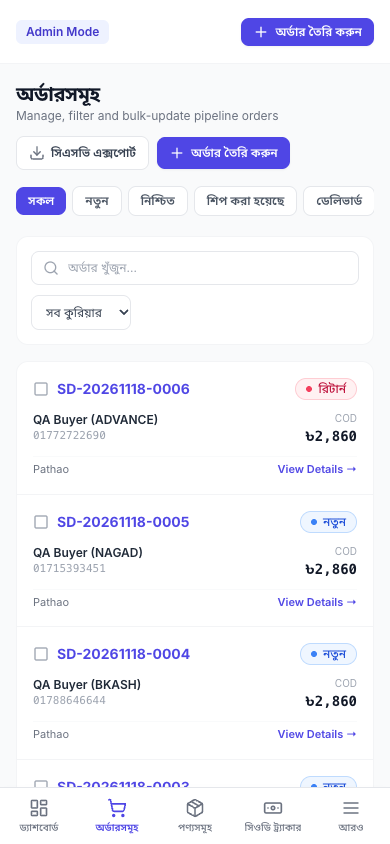 Admin Mode
অর্ডার তৈরি করুন
অর্ডারসমূহ
Manage, filter and bulk-update pipeline orders
সিএসভি এক্সপোর্ট
অর্ডার তৈরি করুন
সকল
নতুন
নিশ্চিত
শিপ করা হয়েছে
ডেলিভার্ড
অর্ডার খুঁজুন...
সব কুরিয়ার
SD-20261118-0006
রিটার্ন
QA Buyer (ADVANCE)
COD
01772722690
৳2,860
Pathao
View Details →
SD-20261118-0005
নতুন
QA Buyer (NAGAD)
COD
01715393451
৳2,860
Pathao
View Details →
SD-20261118-0004
নতুন
QA Buyer (BKASH)
COD
01788646644
৳2,860
Pathao
View Details →
SD-20261118-0003
নতুন
ড্যাশবোর্ড
অর্ডারসমূহ
পণ্যসমূহ
সিওডি ট্র্যাকার
আরও